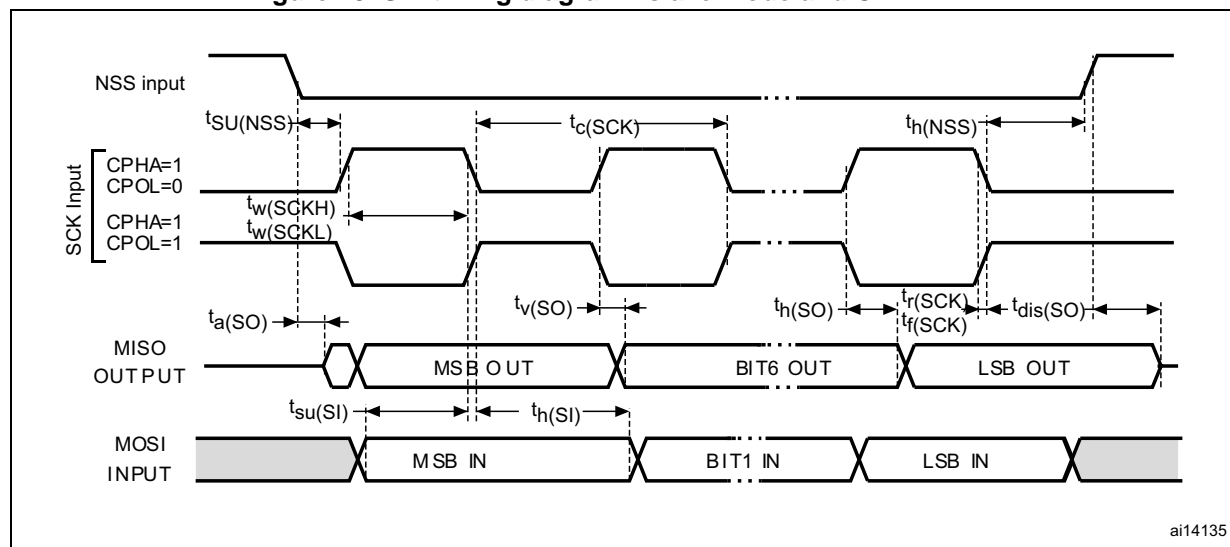 NSS input
tSU(NSS)
tc(SCK)
th(NSS)
SCK Input
CPHA=1
CPOL=0
tw(SCKH)
CPHA=1
tw(SCKL)
CPOL=1
tv(SO)
th(SO)
tr(SCK)
tf(SCK)
tdis(SO)
ta(SO)
MISO
OUTPUT
MSB OUT
BIT6 OUT
LSB OUT
tsu(SI)
th(SI)
MOSI
INPUT
MSB IN
BIT1 IN
LSB IN
ai14135